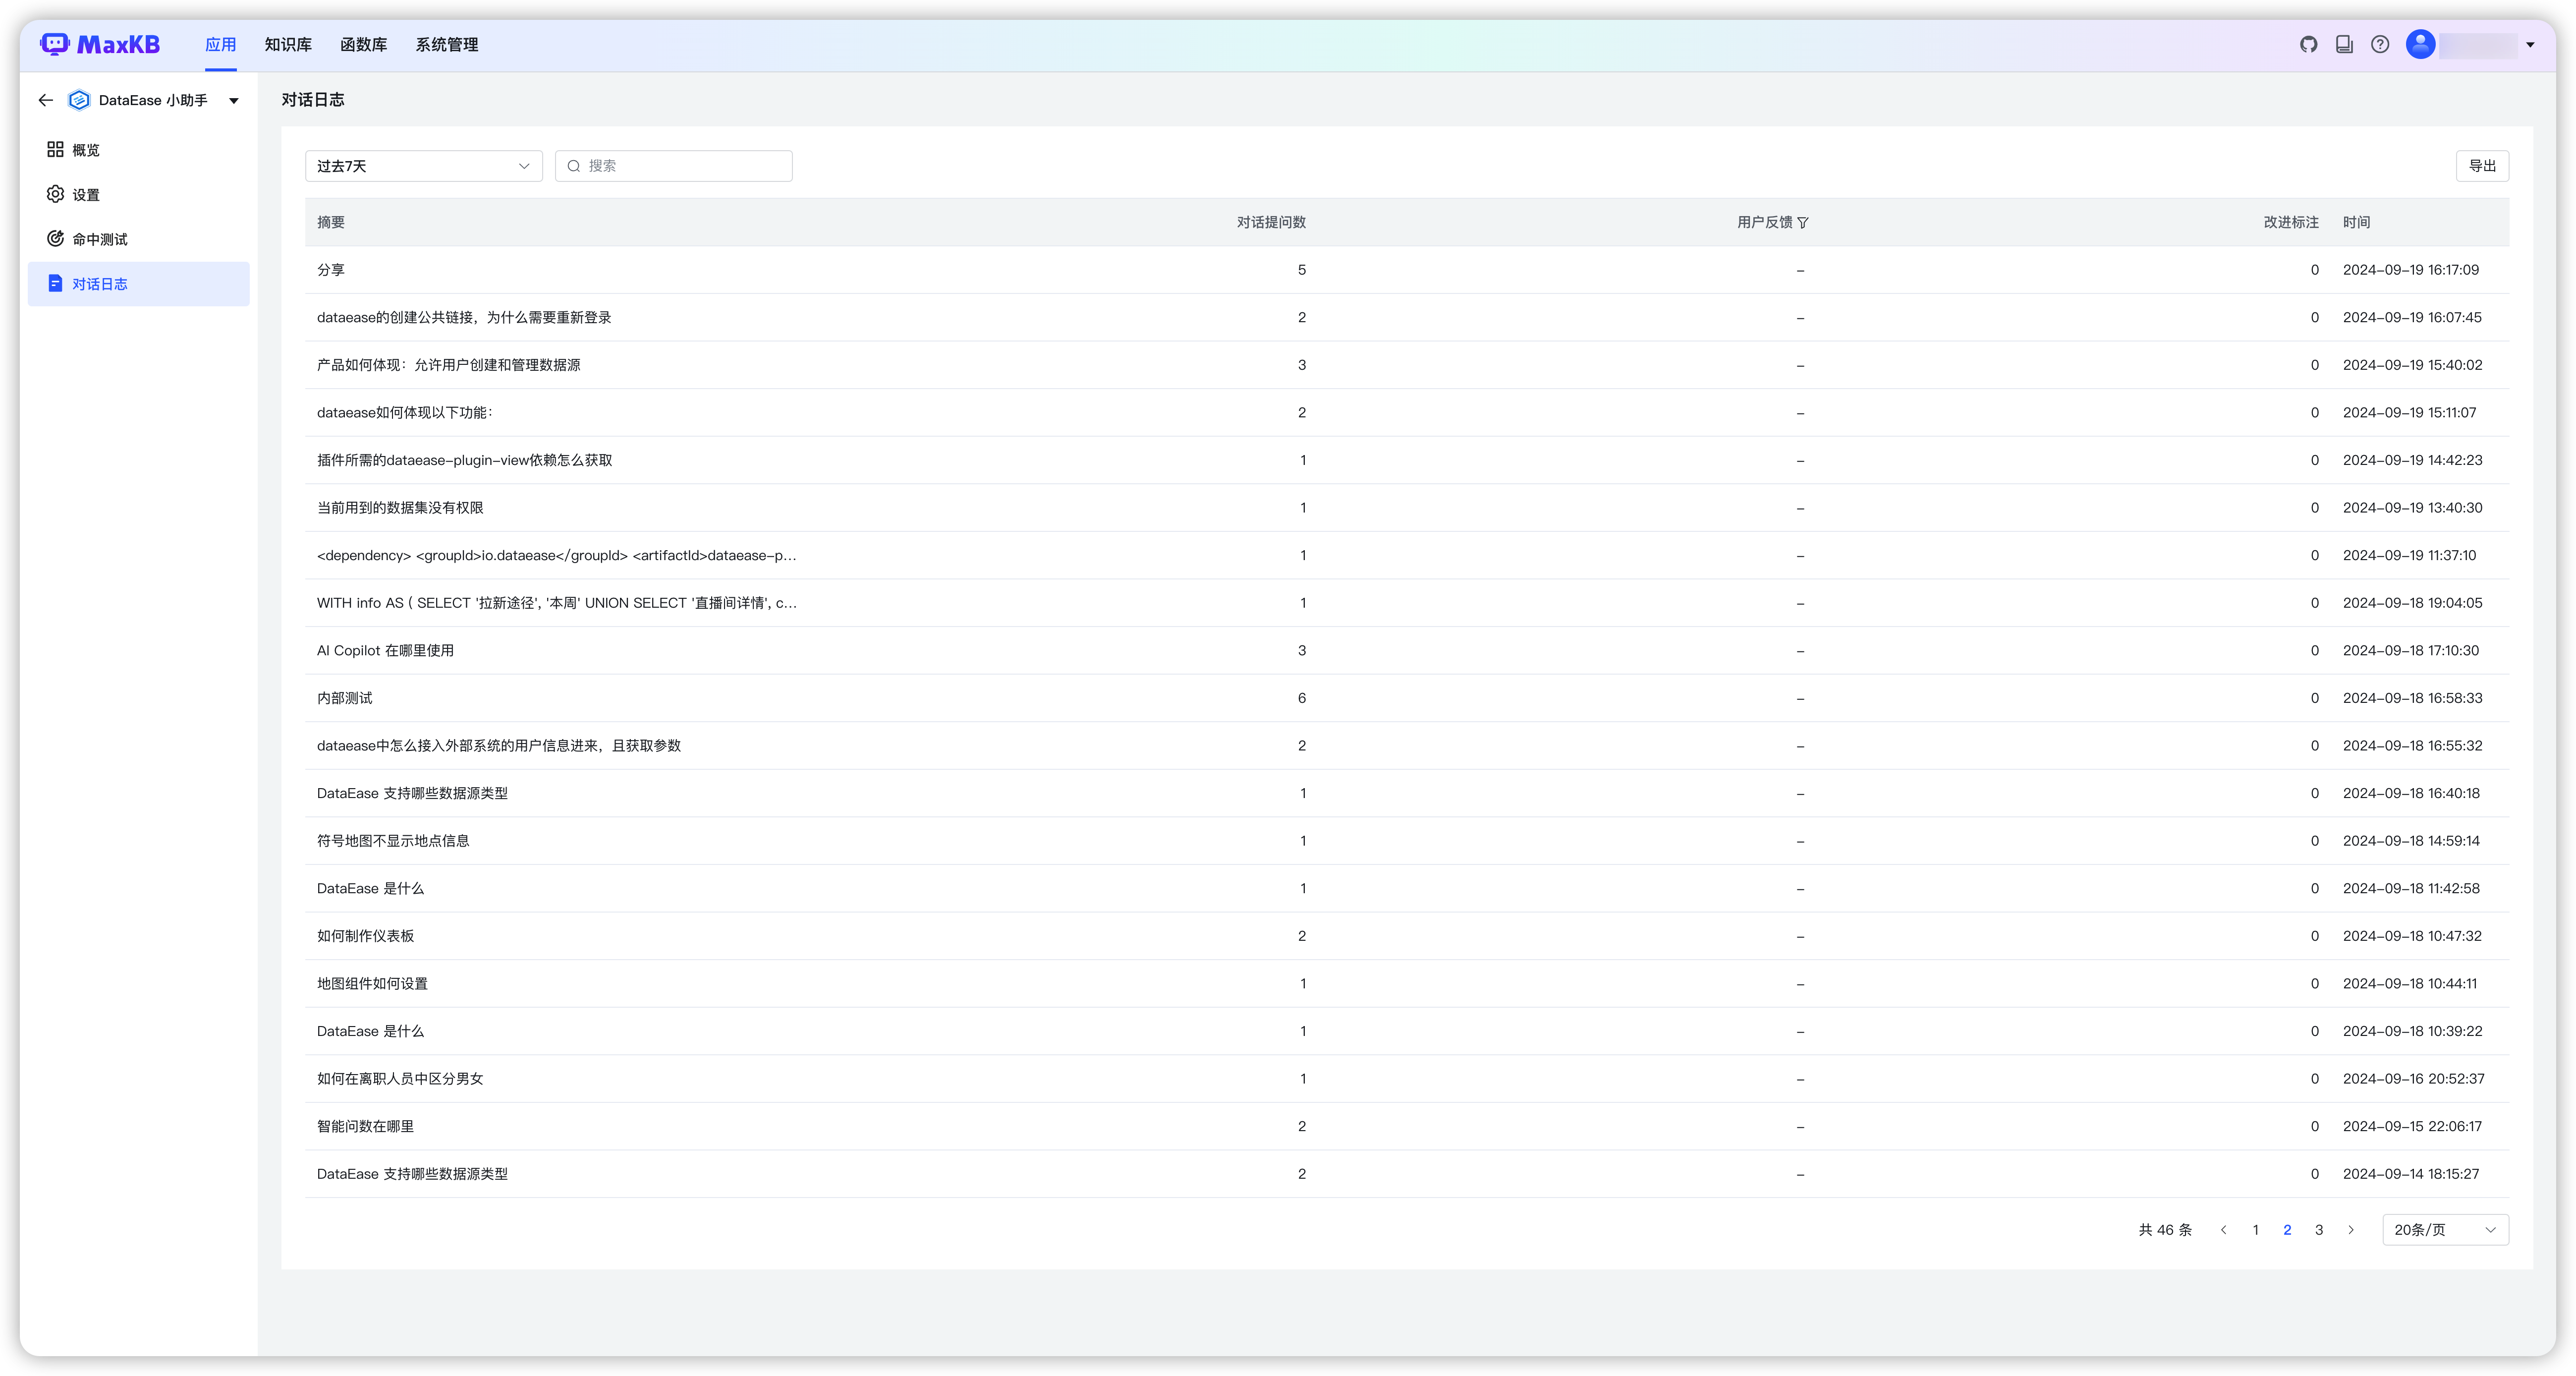 MaxKB 应用 知识库 函数库 系统管理
DataEase 小助手
概览
设置
命中测试
对话日志
对话日志
过去7天 搜索 导出
摘要 对话提问数 用户反馈 改进标注 时间
分享 5 – 0 2024-09-19 16:17:09
dataease的创建公共链接，为什么需要重新登录 2 – 0 2024-09-19 16:07:45
产品如何体现：允许用户创建和管理数据源 3 – 0 2024-09-19 15:40:02
dataease如何体现以下功能： 2 – 0 2024-09-19 15:11:07
插件所需的dataease-plugin-view依赖怎么获取 1 – 0 2024-09-19 14:42:23
当前用到的数据集没有权限 1 – 0 2024-09-19 13:40:30
<dependency> <groupId>io.dataease</groupId> <artifactId>dataease-p... 1 – 0 2024-09-19 11:37:10
WITH info AS ( SELECT '拉新途径', '本周' UNION SELECT '直播间详情', c... 1 – 0 2024-09-18 19:04:05
AI Copilot 在哪里使用 3 – 0 2024-09-18 17:10:30
内部测试 6 – 0 2024-09-18 16:58:33
dataease中怎么接入外部系统的用户信息进来，且获取参数 2 – 0 2024-09-18 16:55:32
DataEase 支持哪些数据源类型 1 – 0 2024-09-18 16:40:18
符号地图不显示地点信息 1 – 0 2024-09-18 14:59:14
DataEase 是什么 1 – 0 2024-09-18 11:42:58
如何制作仪表板 2 – 0 2024-09-18 10:47:32
地图组件如何设置 1 – 0 2024-09-18 10:44:11
DataEase 是什么 1 – 0 2024-09-18 10:39:22
如何在离职人员中区分男女 1 – 0 2024-09-16 20:52:37
智能问数在哪里 2 – 0 2024-09-15 22:06:17
DataEase 支持哪些数据源类型 2 – 0 2024-09-14 18:15:27
共 46 条 < 1 2 3 > 20条/页